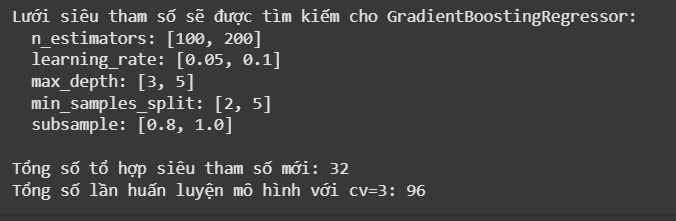 Lưới siêu tham số sẽ được tìm kiếm cho GradientBoostingRegressor:
  n_estimators: [100, 200]
  learning_rate: [0.05, 0.1]
  max_depth: [3, 5]
  min_samples_split: [2, 5]
  subsample: [0.8, 1.0]

Tổng số tổ hợp siêu tham số mới: 32
Tổng số lần huấn luyện mô hình với cv=3: 96